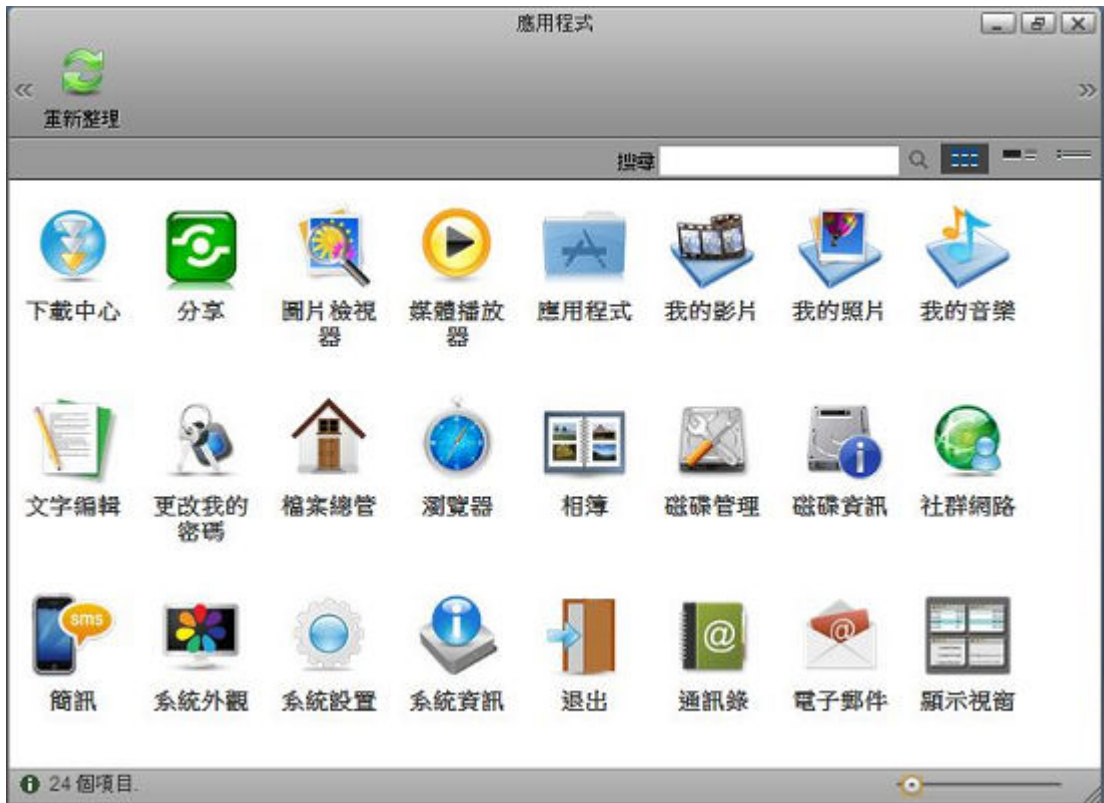 應用程式
重新整理
搜尋
下載中心
分享
圖片檢視
器
媒體播放
器
應用程式
我的影片
我的照片
我的音樂
文字編輯
更改我的
密碼
檔案總管
瀏覽器
相簿
磁碟管理
磁碟資訊
社群網路
sms
簡訊
系統外觀
系統設置
系統資訊
退出
@
通訊錄
@
電子郵件
顯示視窗
24 個項目.